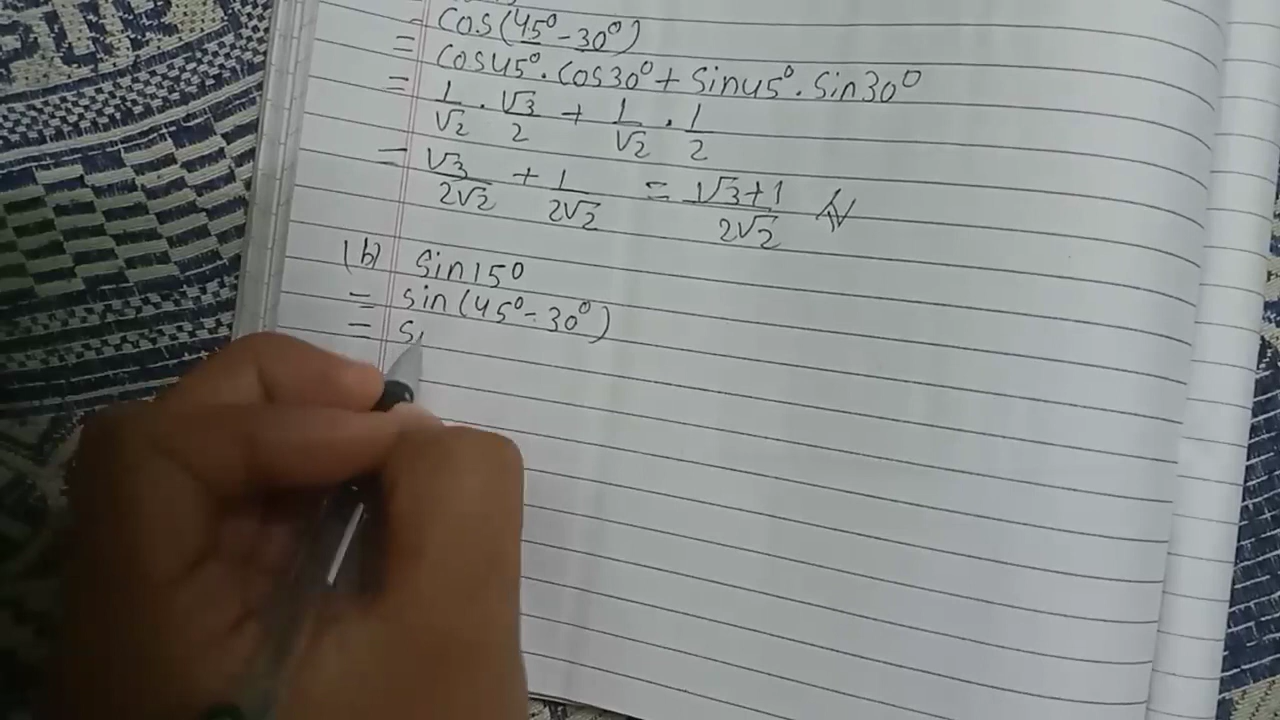 = Cos(45° - 30°)
= Cos45°.Cos30° + Sin45°.Sin30°
= 1/√2 . √3/2 + 1/√2 . 1/2
= √3/2√2 + 1/2√2 = √3+1/2√2
(b) Sin15°
= Sin(45° - 30°)
= Si